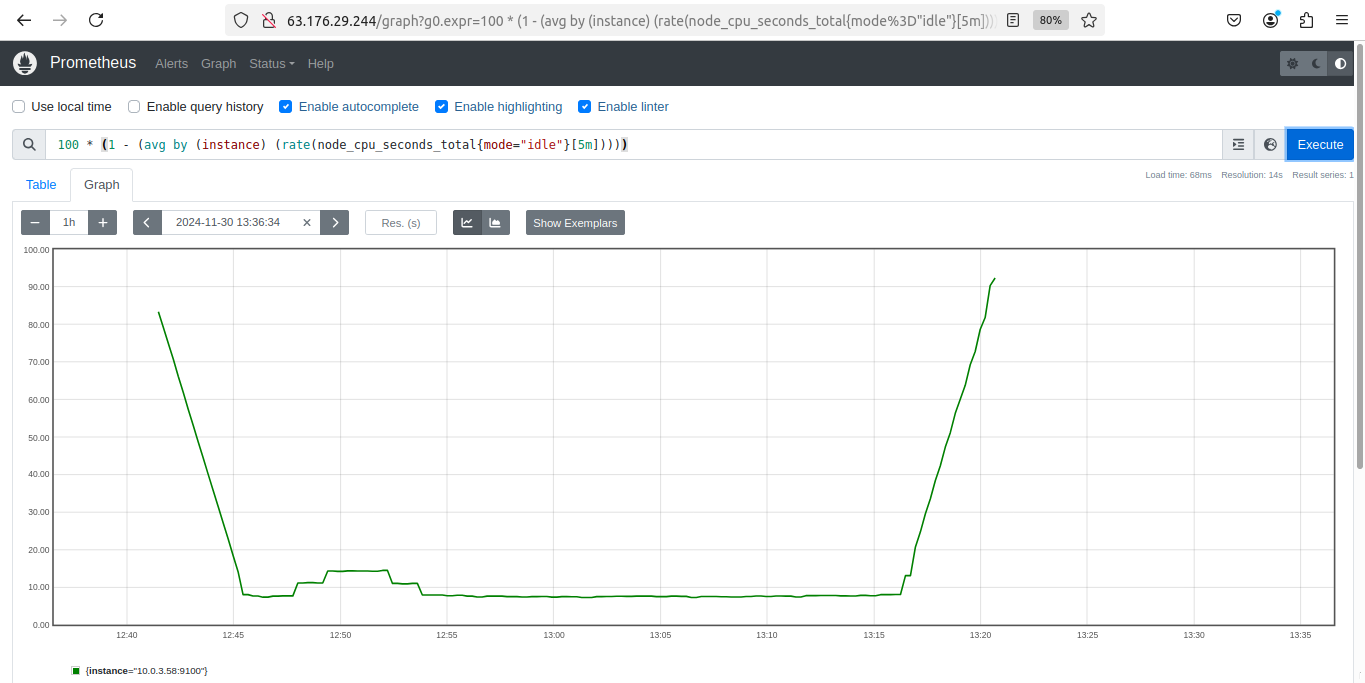 63.176.29.244/graph?g0.expr=100 * (1 - (avg by (instance) (rate(node_cpu_seconds_total{mode%3D"idle"}[5m])))
80%
Prometheus Alerts Graph Status Help
Use local time Enable query history Enable autocomplete Enable highlighting Enable linter
100 * (1 - (avg by (instance) (rate(node_cpu_seconds_total{mode="idle"}[5m]))))
Execute
Table Graph
Load time: 68ms Resolution: 14s Result series: 1
− 1h + 2024-11-30 13:36:34 × Res. (s) Show Exemplars
100.00
90.00
80.00
70.00
60.00
50.00
40.00
30.00
20.00
10.00
0.00
12:40 12:45 12:50 12:55 13:00 13:05 13:10 13:15 13:20 13:25 13:30 13:35
{instance="10.0.3.58:9100"}